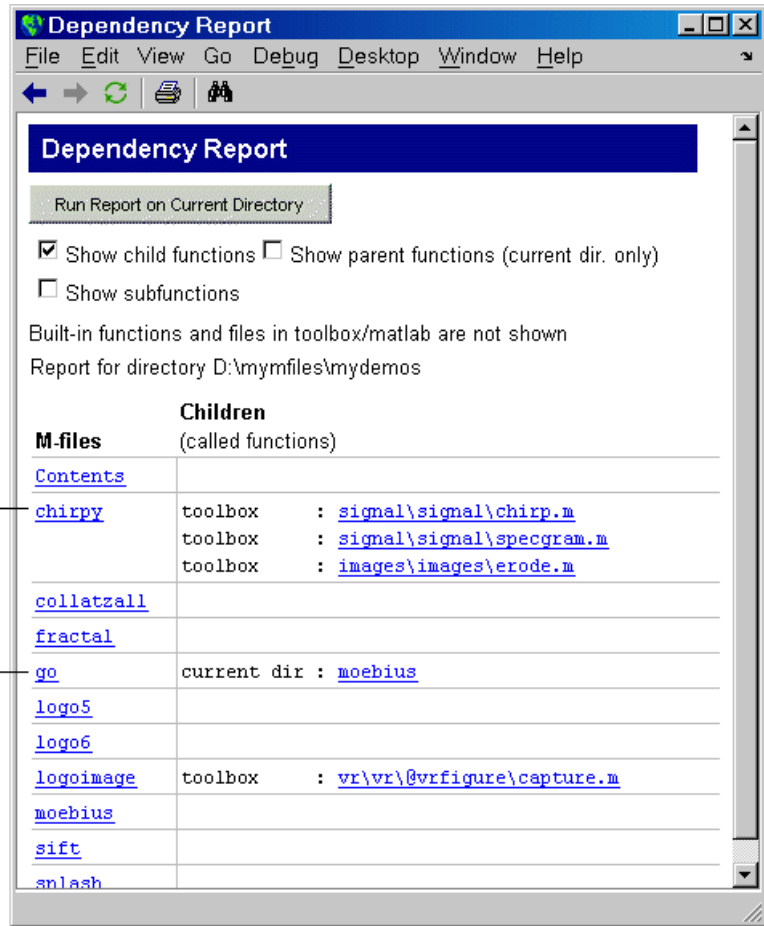 Dependency Report
File Edit View Go Debug Desktop Window Help
Dependency Report
Run Report on Current Directory
Show child functions Show parent functions (current dir. only)
Show subfunctions
Built-in functions and files in toolbox/matlab are not shown
Report for directory D:\mymfiles\mydemos
Children
M-files (called functions)
Contents
chirpy toolbox : signal\signal\chirp.m
toolbox : signal\signal\specgram.m
toolbox : images\images\erode.m
collatzall
fractal
go current dir : moebius
logo5
logo6
logoimage toolbox : vr\vr\@vrfigure\capture.m
moebius
sift
splash